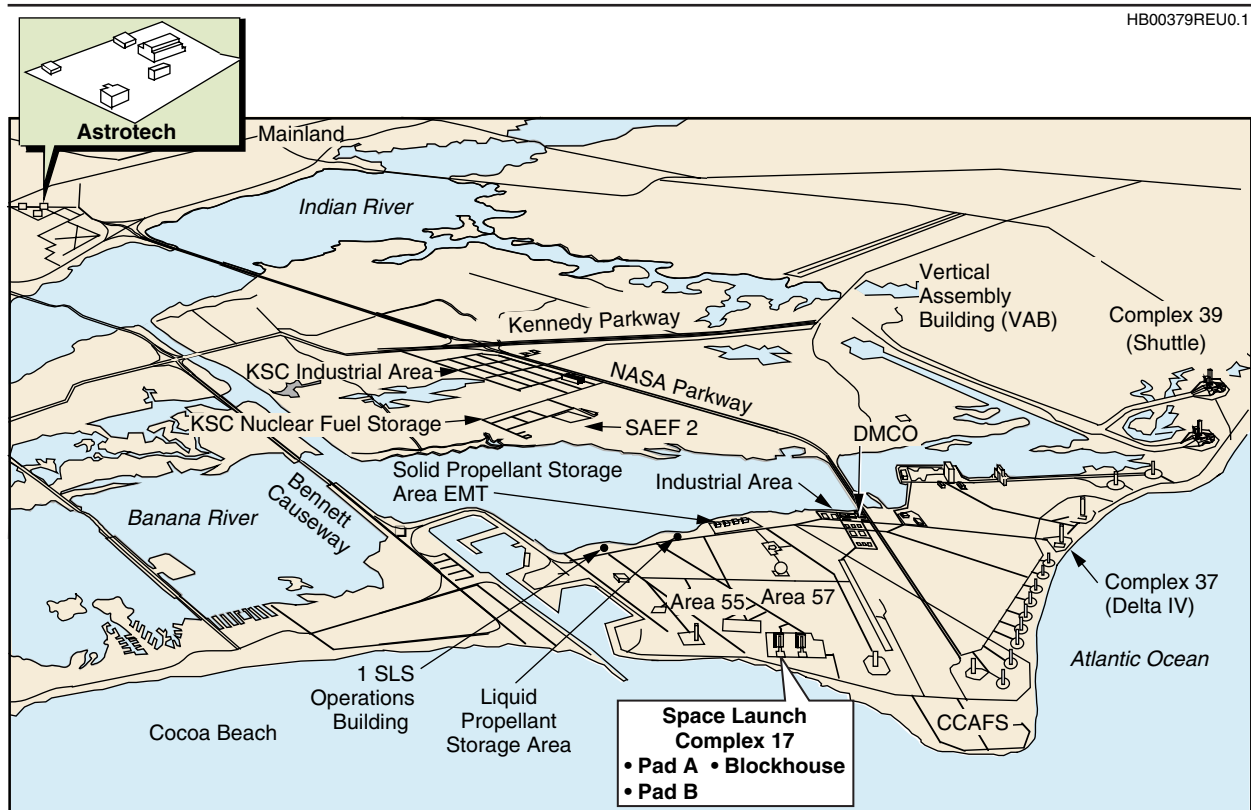 HB00379REU0.1
Astrotech
Mainland
Indian River
Vertical
Assembly
Building (VAB)
Complex 39
(Shuttle)
Kennedy Parkway
KSC Industrial Area
NASA Parkway
KSC Nuclear Fuel Storage
SAEF 2
DMCO
Solid Propellant Storage
Area EMT
Industrial Area
Bennett
Causeway
Banana River
Complex 37
(Delta IV)
Area 55
Area 57
Atlantic Ocean
1 SLS
Operations
Building
Liquid
Propellant
Storage Area
Cocoa Beach
CCAFS
Space Launch
Complex 17
• Pad A • Blockhouse
• Pad B